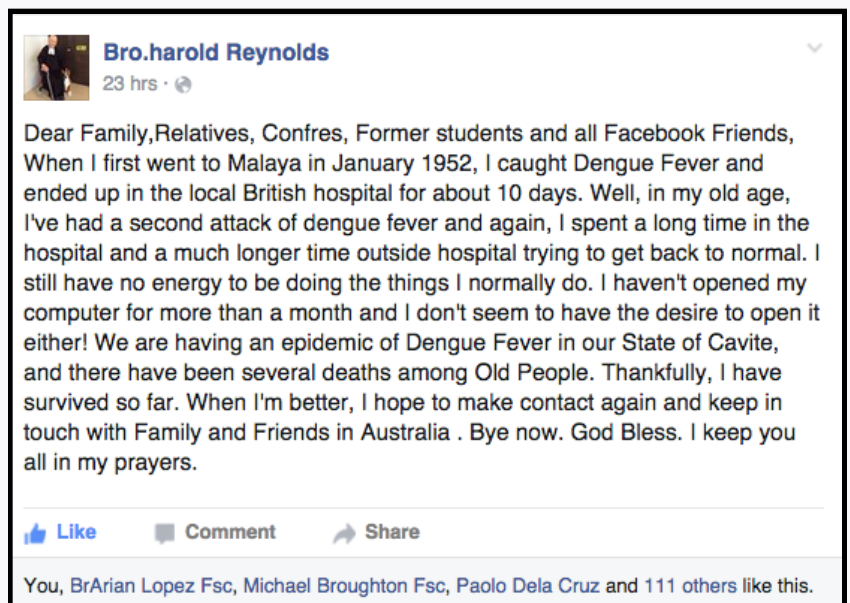 Bro.harold Reynolds
23 hrs ·
Dear Family,Relatives, Confres, Former students and all Facebook Friends,
When I first went to Malaya in January 1952, I caught Dengue Fever and
ended up in the local British hospital for about 10 days. Well, in my old age,
I've had a second attack of dengue fever and again, I spent a long time in the
hospital and a much longer time outside hospital trying to get back to normal. I
still have no energy to be doing the things I normally do. I haven't opened my
computer for more than a month and I don't seem to have the desire to open it
either! We are having an epidemic of Dengue Fever in our State of Cavite,
and there have been several deaths among Old People. Thankfully, I have
survived so far. When I'm better, I hope to make contact again and keep in
touch with Family and Friends in Australia . Bye now. God Bless. I keep you
all in my prayers.
Like Comment Share
You, BrArian Lopez Fsc, Michael Broughton Fsc, Paolo Dela Cruz and 111 others like this.